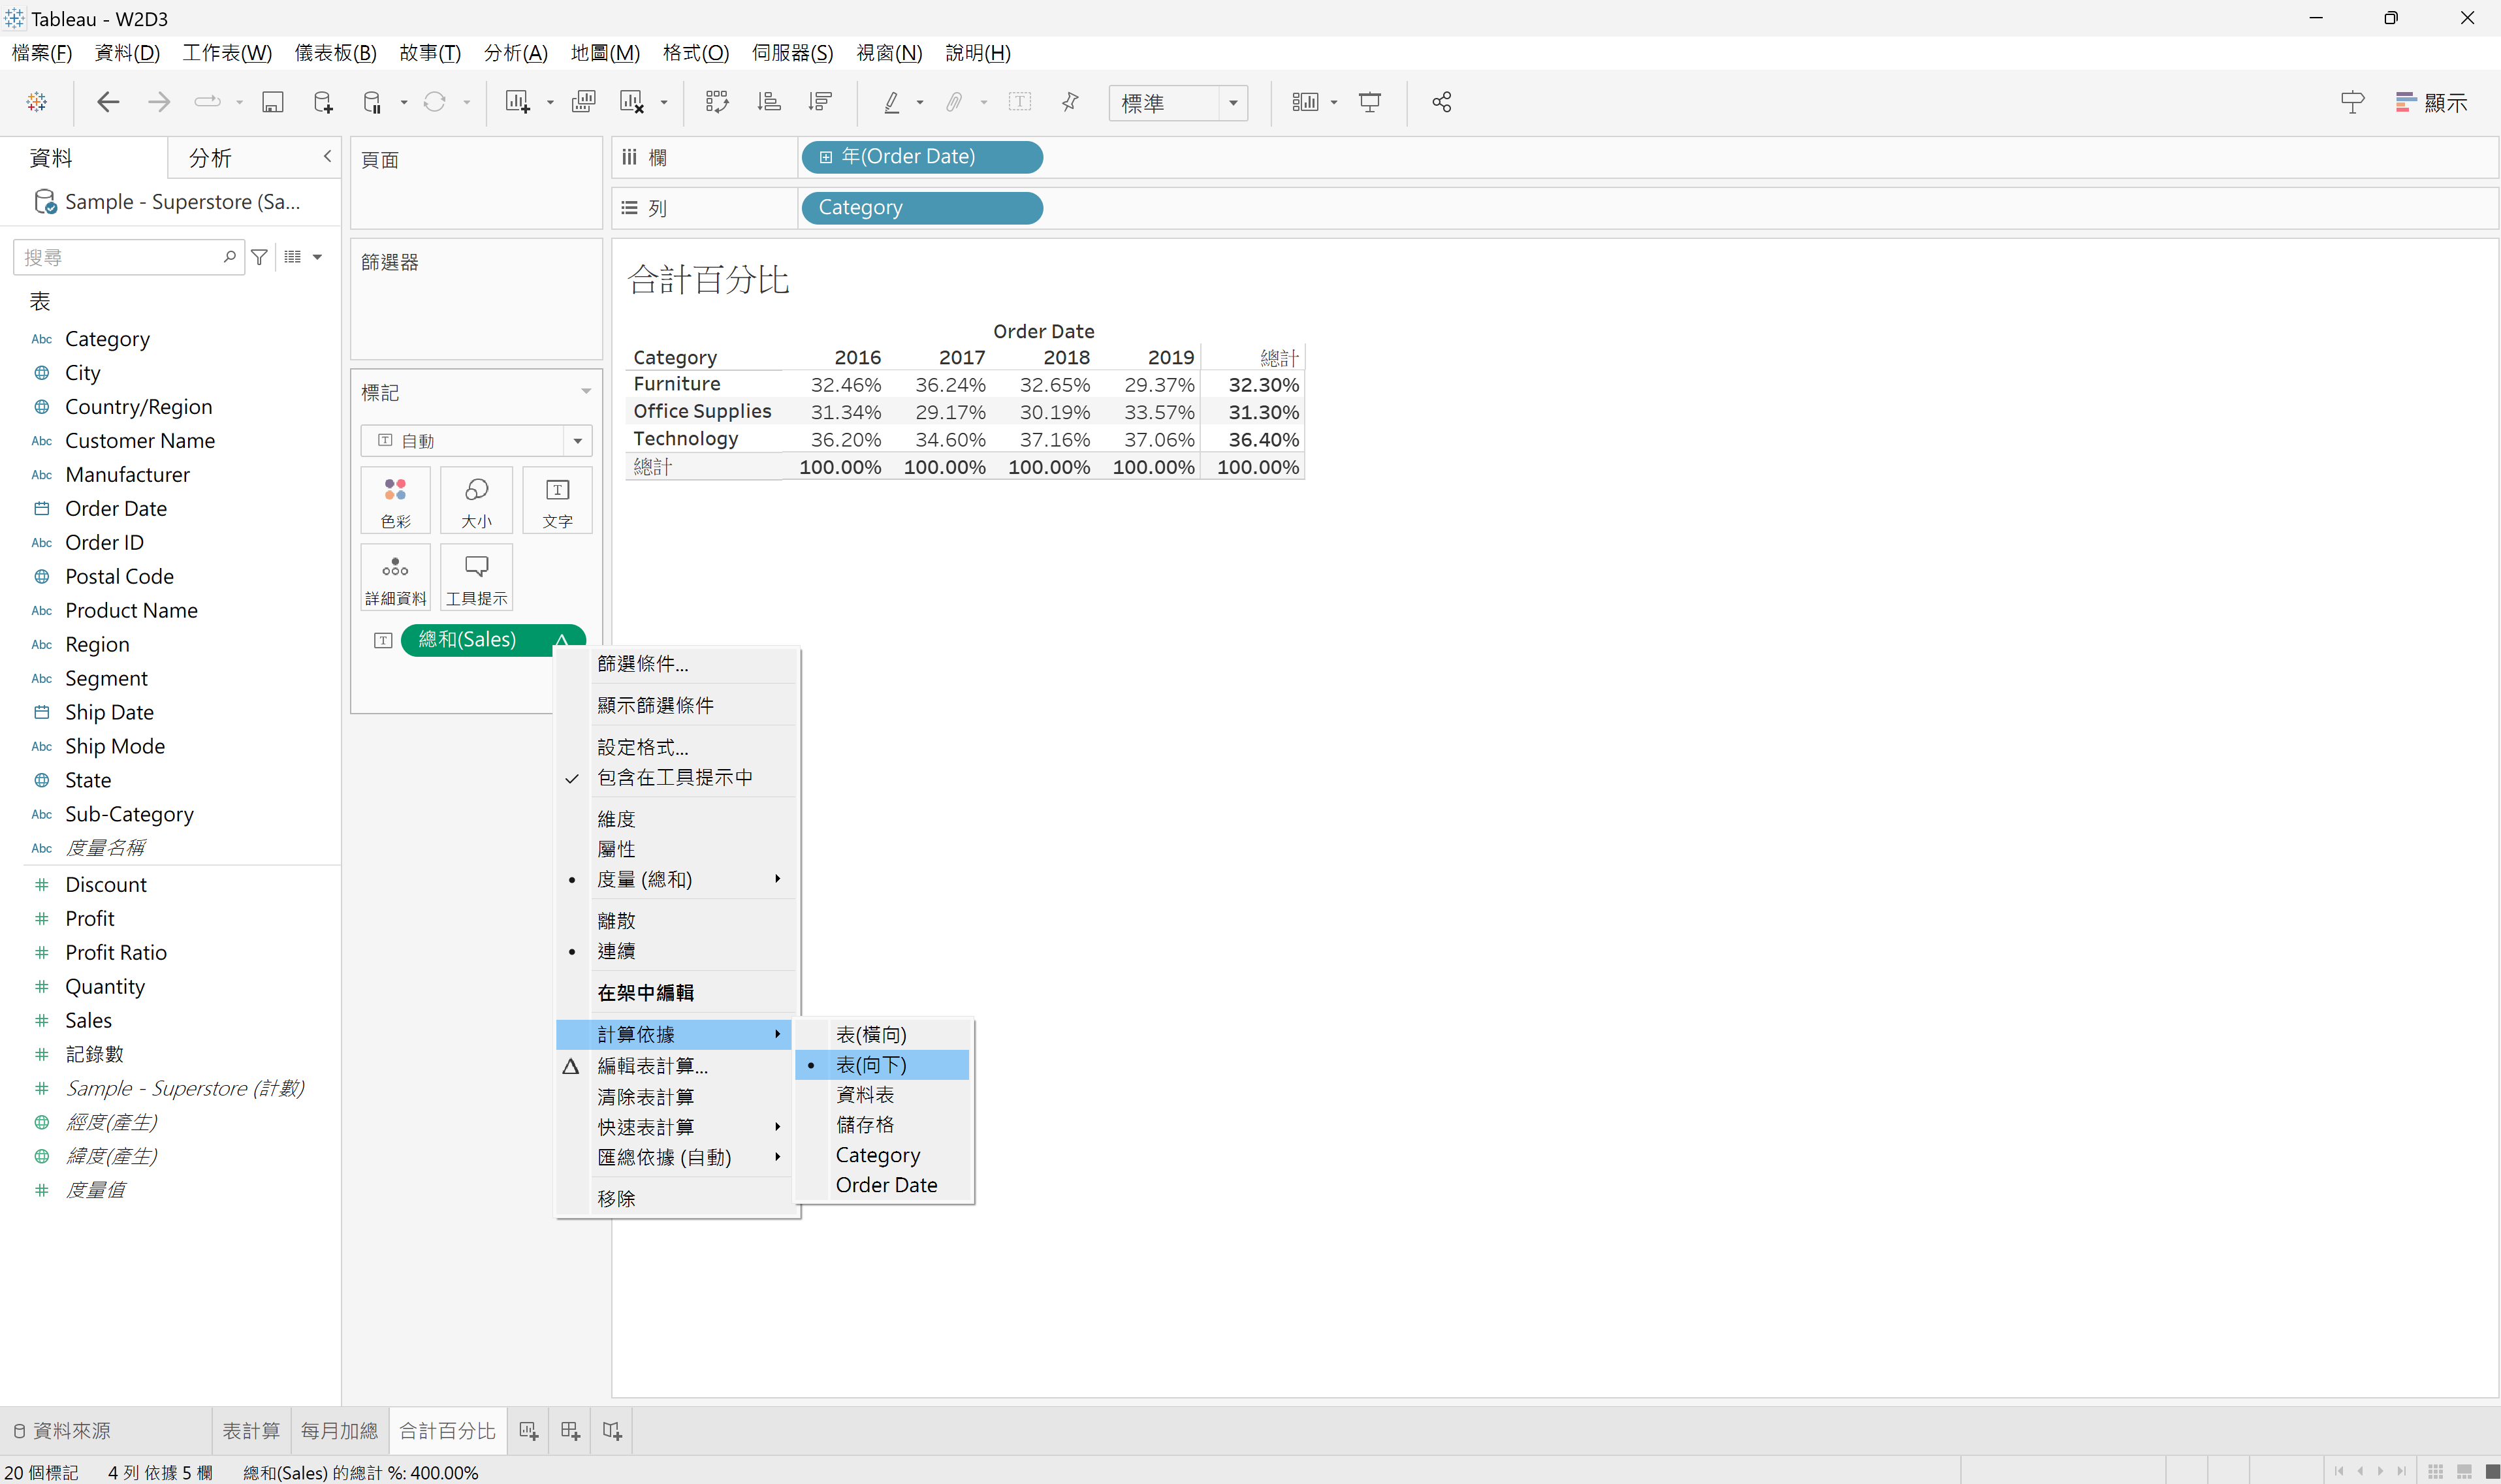 Tableau - W2D3
檔案(F) 資料(D) 工作表(W) 儀表板(B) 故事(T) 分析(A) 地圖(M) 格式(O) 伺服器(S) 視窗(N) 說明(H)
標準 顯示
資料 分析
Sample - Superstore (Sa...
搜尋
表
Abc Category
City
Country/Region
Abc Customer Name
Abc Manufacturer
Order Date
Abc Order ID
Postal Code
Abc Product Name
Abc Region
Abc Segment
Ship Date
Abc Ship Mode
State
Abc Sub-Category
Abc 度量名稱
Discount
Profit
Profit Ratio
Quantity
Sales
記錄數
Sample - Superstore (計數)
經度(產生)
緯度(產生)
度量值
頁面
篩選器
標記
自動
色彩 大小 文字
詳細資料 工具提示
總和(Sales)
欄 年(Order Date)
列 Category
合計百分比
Order Date
Category 2016 2017 2018 2019 總計
Furniture 32.46% 36.24% 32.65% 29.37% 32.30%
Office Supplies 31.34% 29.17% 30.19% 33.57% 31.30%
Technology 36.20% 34.60% 37.16% 37.06% 36.40%
總計 100.00% 100.00% 100.00% 100.00% 100.00%
篩選條件...
顯示篩選條件
設定格式...
包含在工具提示中
維度
屬性
度量 (總和)
離散
連續
在架中編輯
計算依據
編輯表計算...
清除表計算
快速表計算
匯總依據 (自動)
移除
表(橫向)
表(向下)
資料表
儲存格
Category
Order Date
資料來源 表計算 每月加總 合計百分比
20 個標記 4 列 依據 5 欄 總和(Sales) 的總計 %: 400.00%